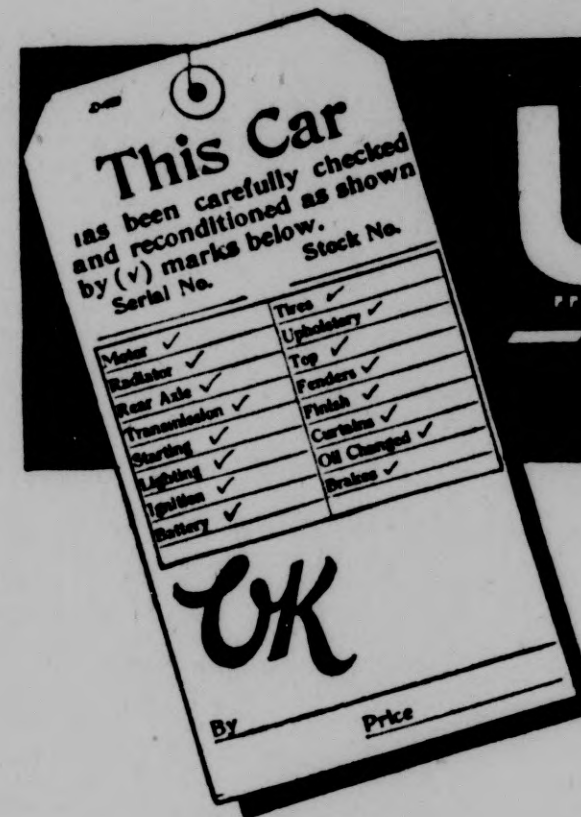 This Car
has been carefully checked
and reconditioned as shown
by (√) marks below.
Serial No. Stock No.
Motor ✓ Tires ✓
Radiator ✓ Upholstery ✓
Rear Axle ✓ Top ✓
Transmission ✓ Fenders ✓
Starting ✓ Finish ✓
Lighting ✓ Curtains ✓
Ignition ✓ Oil Changed ✓
Battery ✓ Brakes ✓
OK
By Price
U